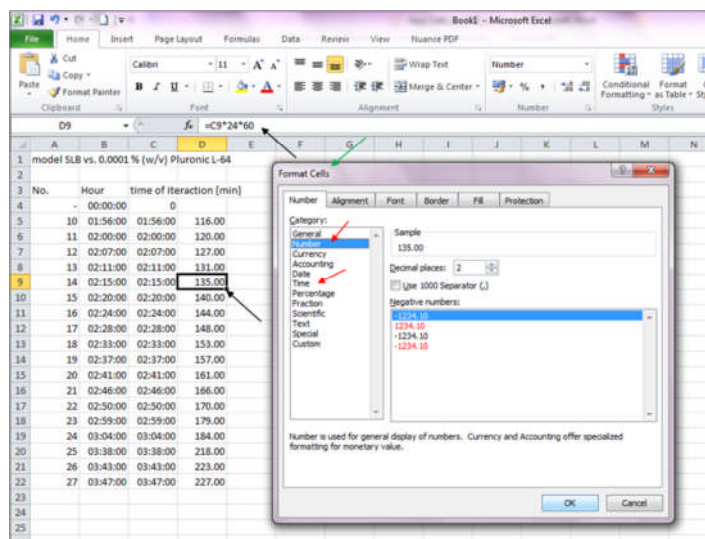 Book1 - Microsoft Excel
File Home Insert Page Layout Formulas Data Review View Nuance PDF
Paste Cut Copy Format Painter
Calibri 11 A A
B I U
Wrap Text
Merge & Center
Number
% ,
Conditional Formatting Format as Table
Clipboard Font Alignment Number Styles
D9 fx =C9*24*60
A B C D E F G H I J K L M N
1 model SLB vs. 0.0001 % (w/v) Pluronic L-64
2
3 No. Hour time of iteraction [min]
4 - 00:00:00 0
5 10 01:56:00 01:56:00 116.00
6 11 02:00:00 02:00:00 120.00
7 12 02:07:00 02:07:00 127.00
8 13 02:11:00 02:11:00 131.00
9 14 02:15:00 02:15:00 135.00
10 15 02:20:00 02:20:00 140.00
11 16 02:24:00 02:24:00 144.00
12 17 02:28:00 02:28:00 148.00
13 18 02:33:00 02:33:00 153.00
14 19 02:37:00 02:37:00 157.00
15 20 02:41:00 02:41:00 161.00
16 21 02:46:00 02:46:00 166.00
17 22 02:50:00 02:50:00 170.00
18 23 02:59:00 02:59:00 179.00
19 24 03:04:00 03:04:00 184.00
20 25 03:38:00 03:38:00 218.00
21 26 03:43:00 03:43:00 223.00
22 27 03:47:00 03:47:00 227.00
23
24
25
Format Cells
Number Alignment Font Border Fill Protection
Category:
General
Number
Currency
Accounting
Date
Time
Percentage
Fraction
Scientific
Text
Special
Custom
Sample
135.00
Decimal places: 2
Use 1000 Separator (,)
Negative numbers:
-1234.10
1234.10
-1234.10
-1234.10
Number is used for general display of numbers. Currency and Accounting offer specialized
formatting for monetary value.
OK Cancel